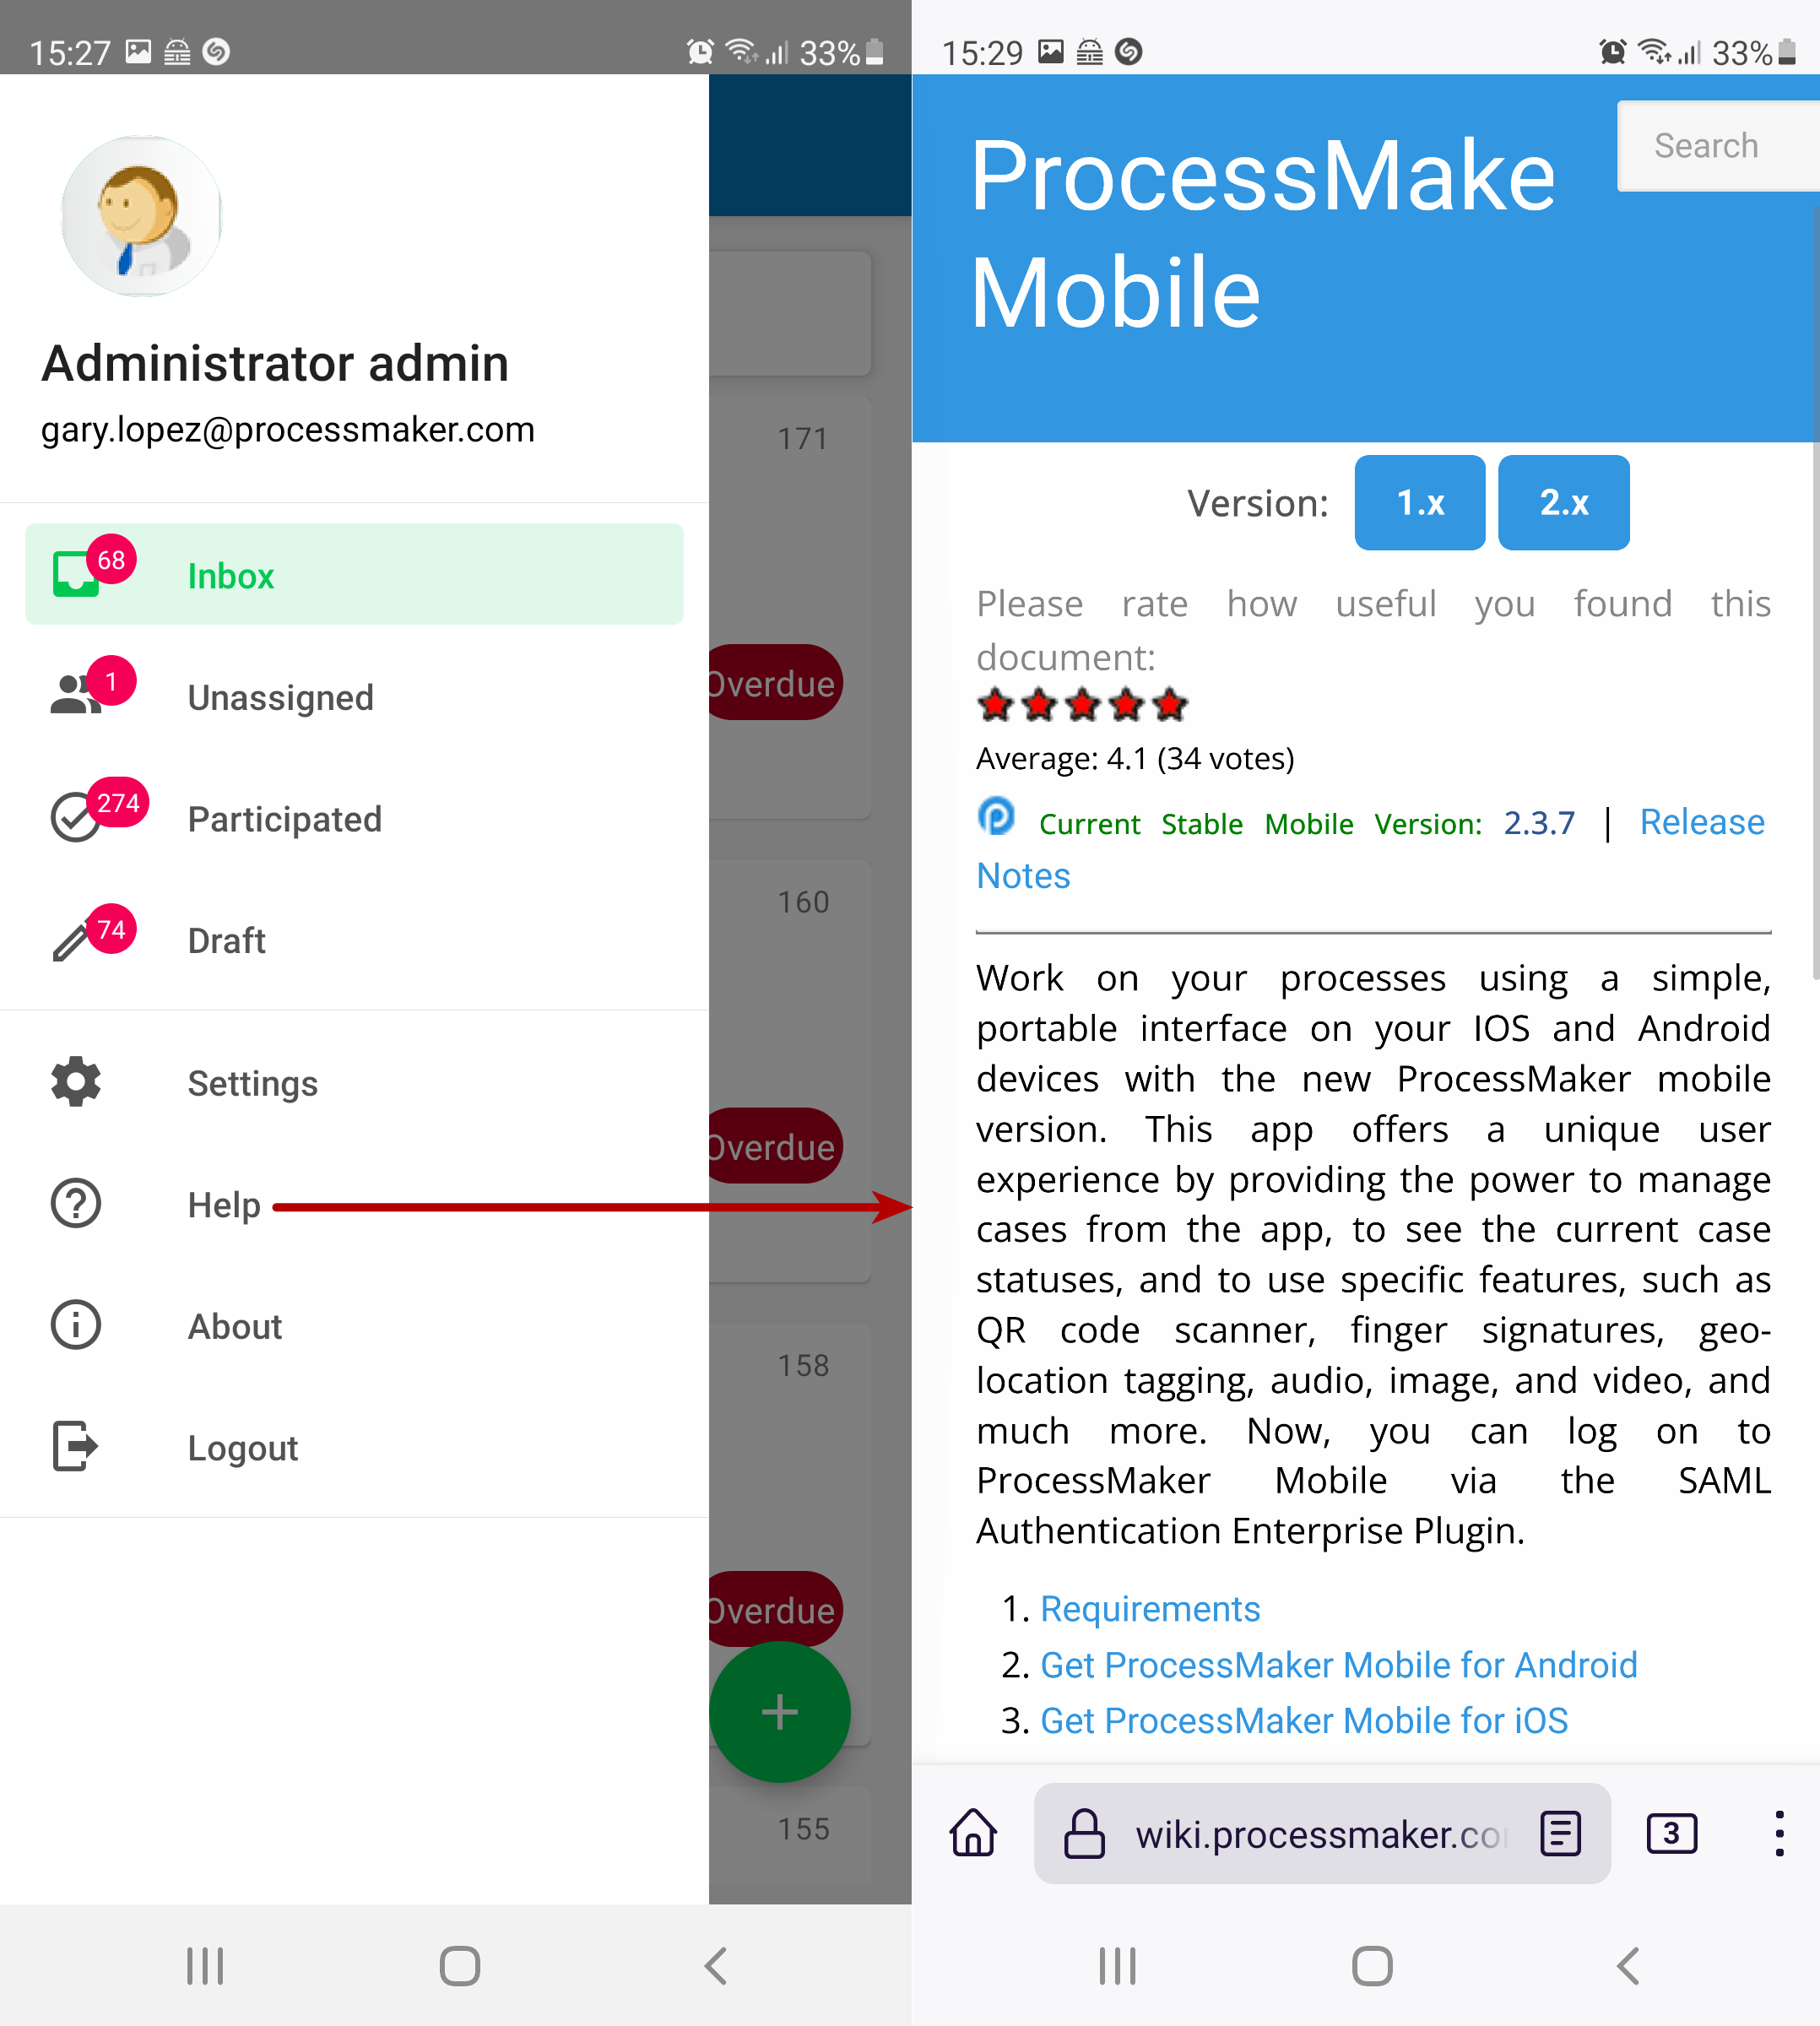 15:27
33%
Administrator admin
gary.lopez@processmaker.com
68
Inbox
1
Unassigned
274
Participated
74
Draft
Settings
Help
About
Logout
171
Overdue
160
Overdue
158
Overdue
+
155
15:29
33%
ProcessMake
Mobile
Search
Version: 1.x 2.x
Please rate how useful you found this
document:
Average: 4.1 (34 votes)
Current Stable Mobile Version: 2.3.7 | Release
Notes
Work on your processes using a simple,
portable interface on your IOS and Android
devices with the new ProcessMaker mobile
version. This app offers a unique user
experience by providing the power to manage
cases from the app, to see the current case
statuses, and to use specific features, such as
QR code scanner, finger signatures, geo-
location tagging, audio, image, and video, and
much more. Now, you can log on to
ProcessMaker Mobile via the SAML
Authentication Enterprise Plugin.
1. Requirements
2. Get ProcessMaker Mobile for Android
3. Get ProcessMaker Mobile for iOS
wiki.processmaker.co
3